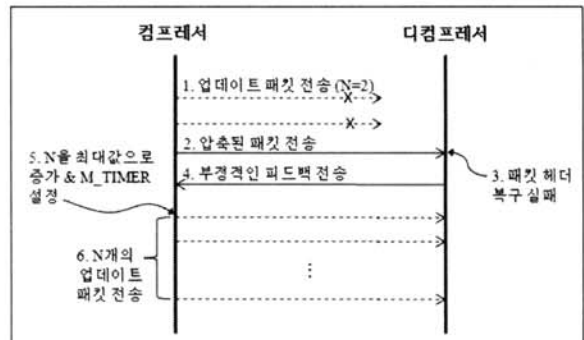 컴프레서
디컴프레서
1. 업데이트 패킷 전송 (N=2)
2. 압축된 패킷 전송
3. 패킷 헤더
복구 실패
4. 부정격인 피드백 전송
5. N을 최대값으로
증가 & M_TIMER
설정
6. N개의
업데이트
패킷 전송